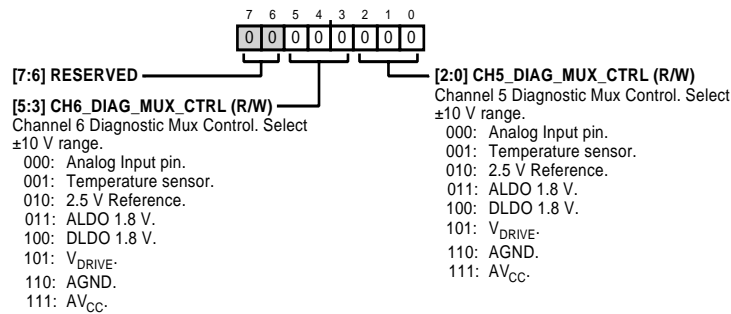 7 6 5 4 3 2 1 0
0 0 0 0 0 0 0 0
[7:6] RESERVED
[5:3] CH6_DIAG_MUX_CTRL (R/W)
Channel 6 Diagnostic Mux Control. Select
±10 V range.
000: Analog Input pin.
001: Temperature sensor.
010: 2.5 V Reference.
011: ALDO 1.8 V.
100: DLDO 1.8 V.
101: VDRIVE.
110: AGND.
111: AVCC.
[2:0] CH5_DIAG_MUX_CTRL (R/W)
Channel 5 Diagnostic Mux Control. Select
±10 V range.
000: Analog Input pin.
001: Temperature sensor.
010: 2.5 V Reference.
011: ALDO 1.8 V.
100: DLDO 1.8 V.
101: VDRIVE.
110: AGND.
111: AVCC.